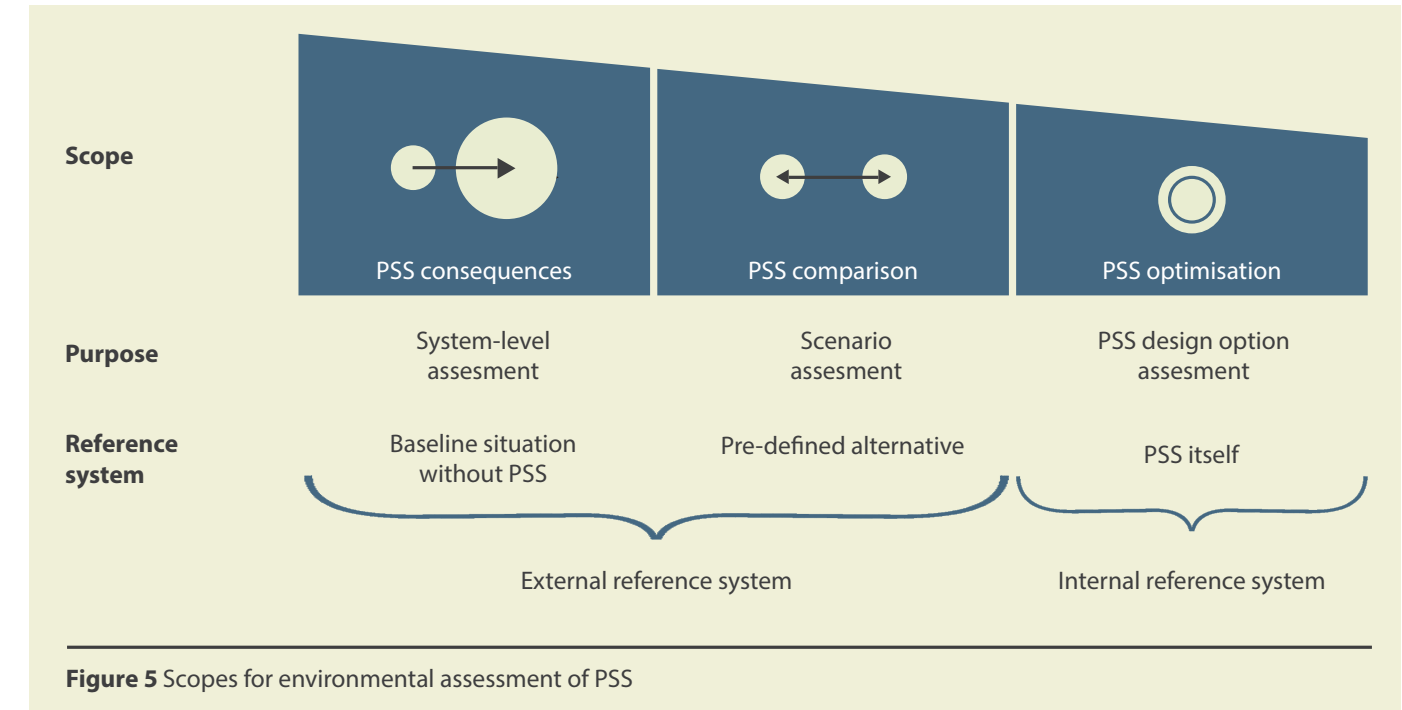 Scope
PSS consequences
PSS comparison
PSS optimisation
Purpose
System-level
assesment
Scenario
assesment
PSS design option
assesment
Reference
system
Baseline situation
without PSS
Pre-defined alternative
PSS itself
External reference system
Internal reference system
Figure 5 Scopes for environmental assessment of PSS